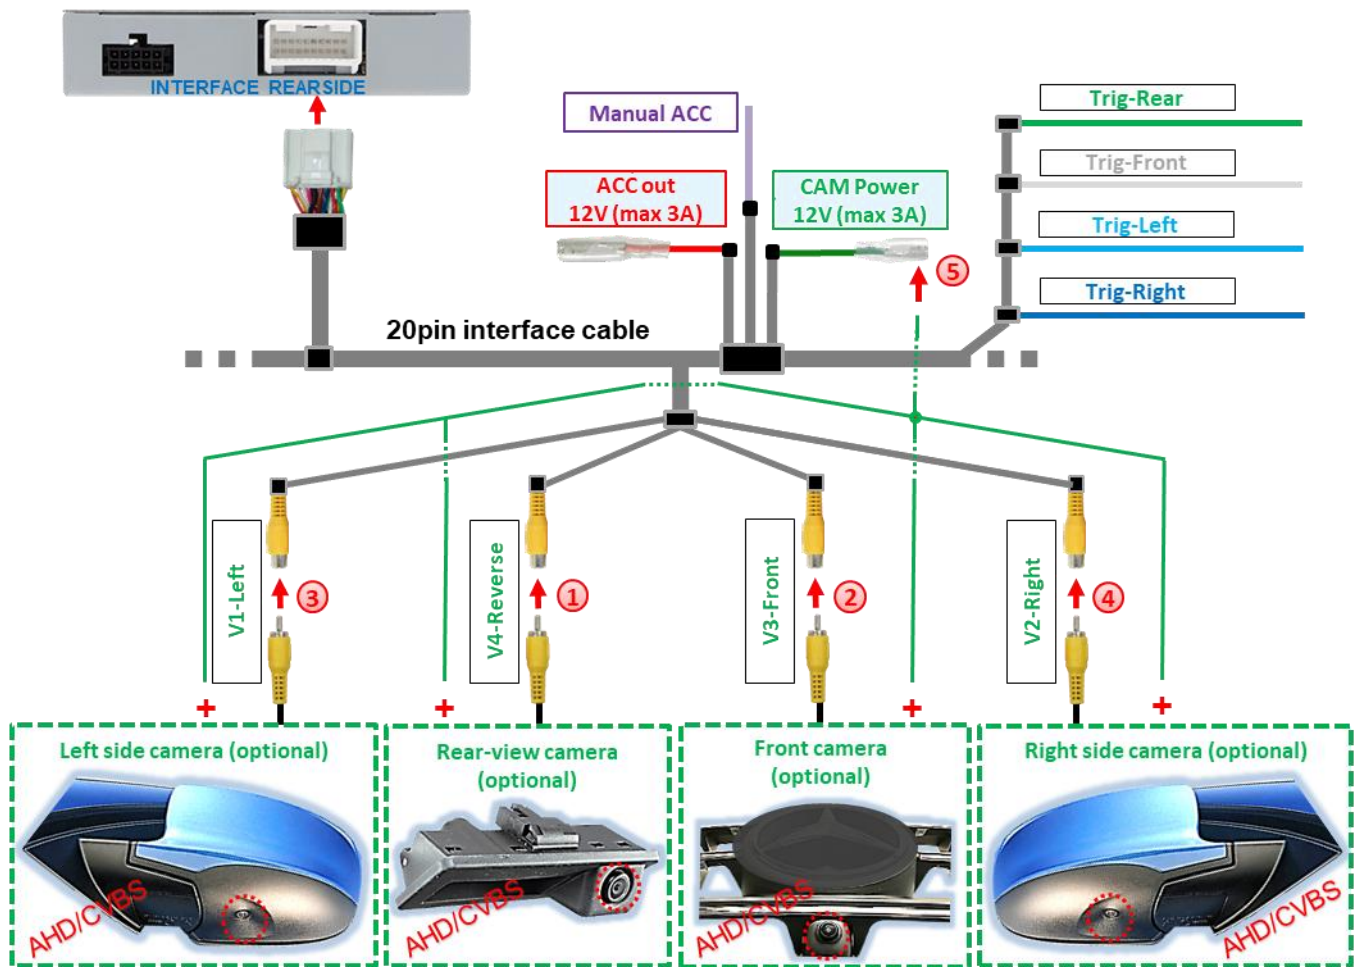 INTERFACE REARSIDE
Manual ACC
ACC out
12V (max 3A)
CAM Power
12V (max 3A)
Trig-Rear
Trig-Front
Trig-Left
Trig-Right
5
20pin interface cable
V1-Left
3
V4-Reverse
1
V3-Front
2
V2-Right
4
+
+
+
+
Left side camera (optional)
Rear-view camera
(optional)
Front camera
(optional)
Right side camera (optional)
AHD/CVBS
AHD/CVBS
AHD/CVBS
AHD/CVBS